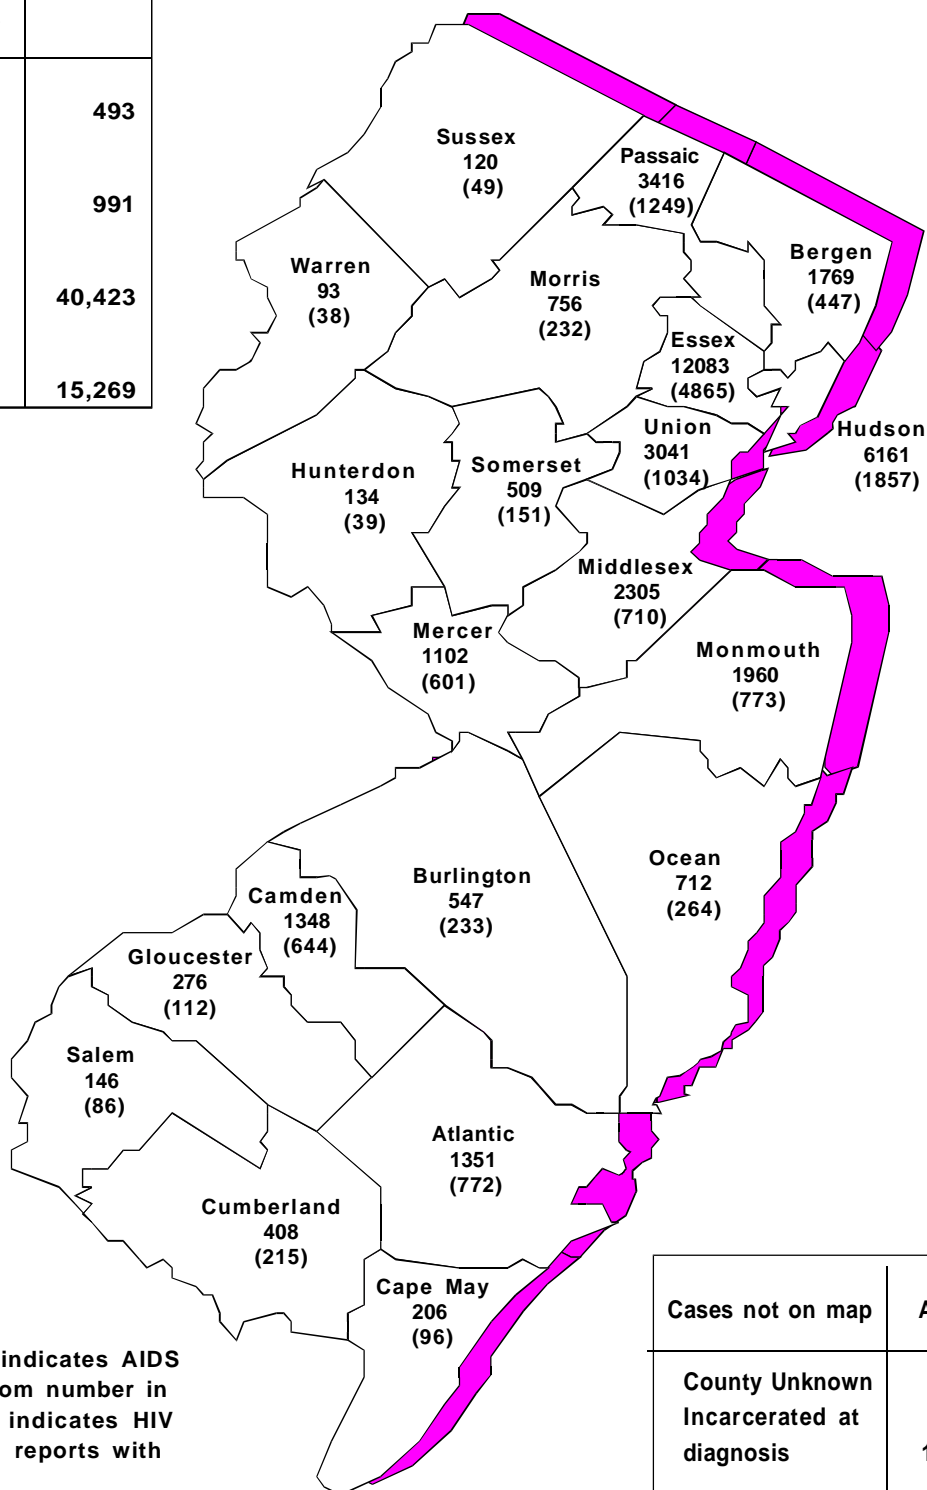 493
991
40,423
15,269
Sussex
120
(49)
Passaic
3416
(1249)
Bergen
1769
(447)
Warren
93
(38)
Morris
756
(232)
Essex
12083
(4865)
Hudson
6161
(1857)
Union
3041
(1034)
Hunterdon
134
(39)
Somerset
509
(151)
Middlesex
2305
(710)
Mercer
1102
(601)
Monmouth
1960
(773)
Ocean
712
(264)
Burlington
547
(233)
Camden
1348
(644)
Gloucester
276
(112)
Salem
146
(86)
Atlantic
1351
(772)
Cumberland
408
(215)
Cape May
206
(96)
indicates AIDS
om number in
indicates HIV
reports with
Cases not on map A
County Unknown
Incarcerated at
diagnosis 1